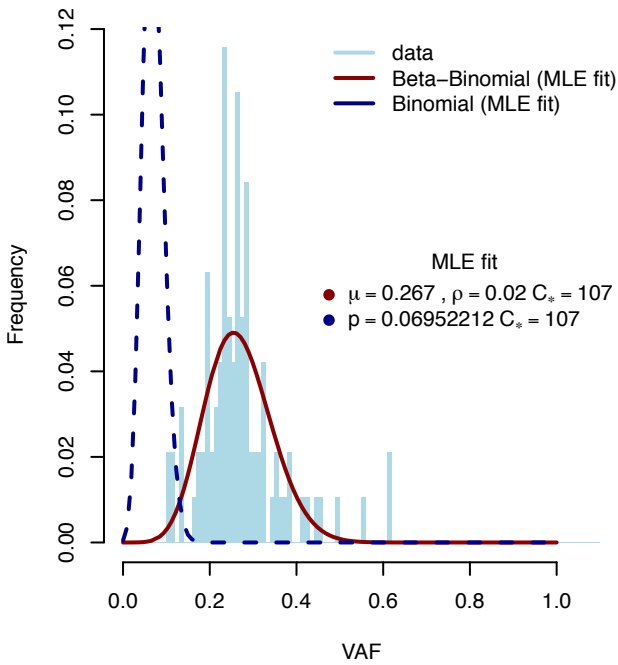 0.12
0.10
0.08
0.06
0.04
0.02
0.00
Frequency
data
Beta−Binomial (MLE fit)
Binomial (MLE fit)
MLE fit
μ = 0.267 , ρ = 0.02 C* = 107
p = 0.06952212 C* = 107
0.0 0.2 0.4 0.6 0.8 1.0
VAF